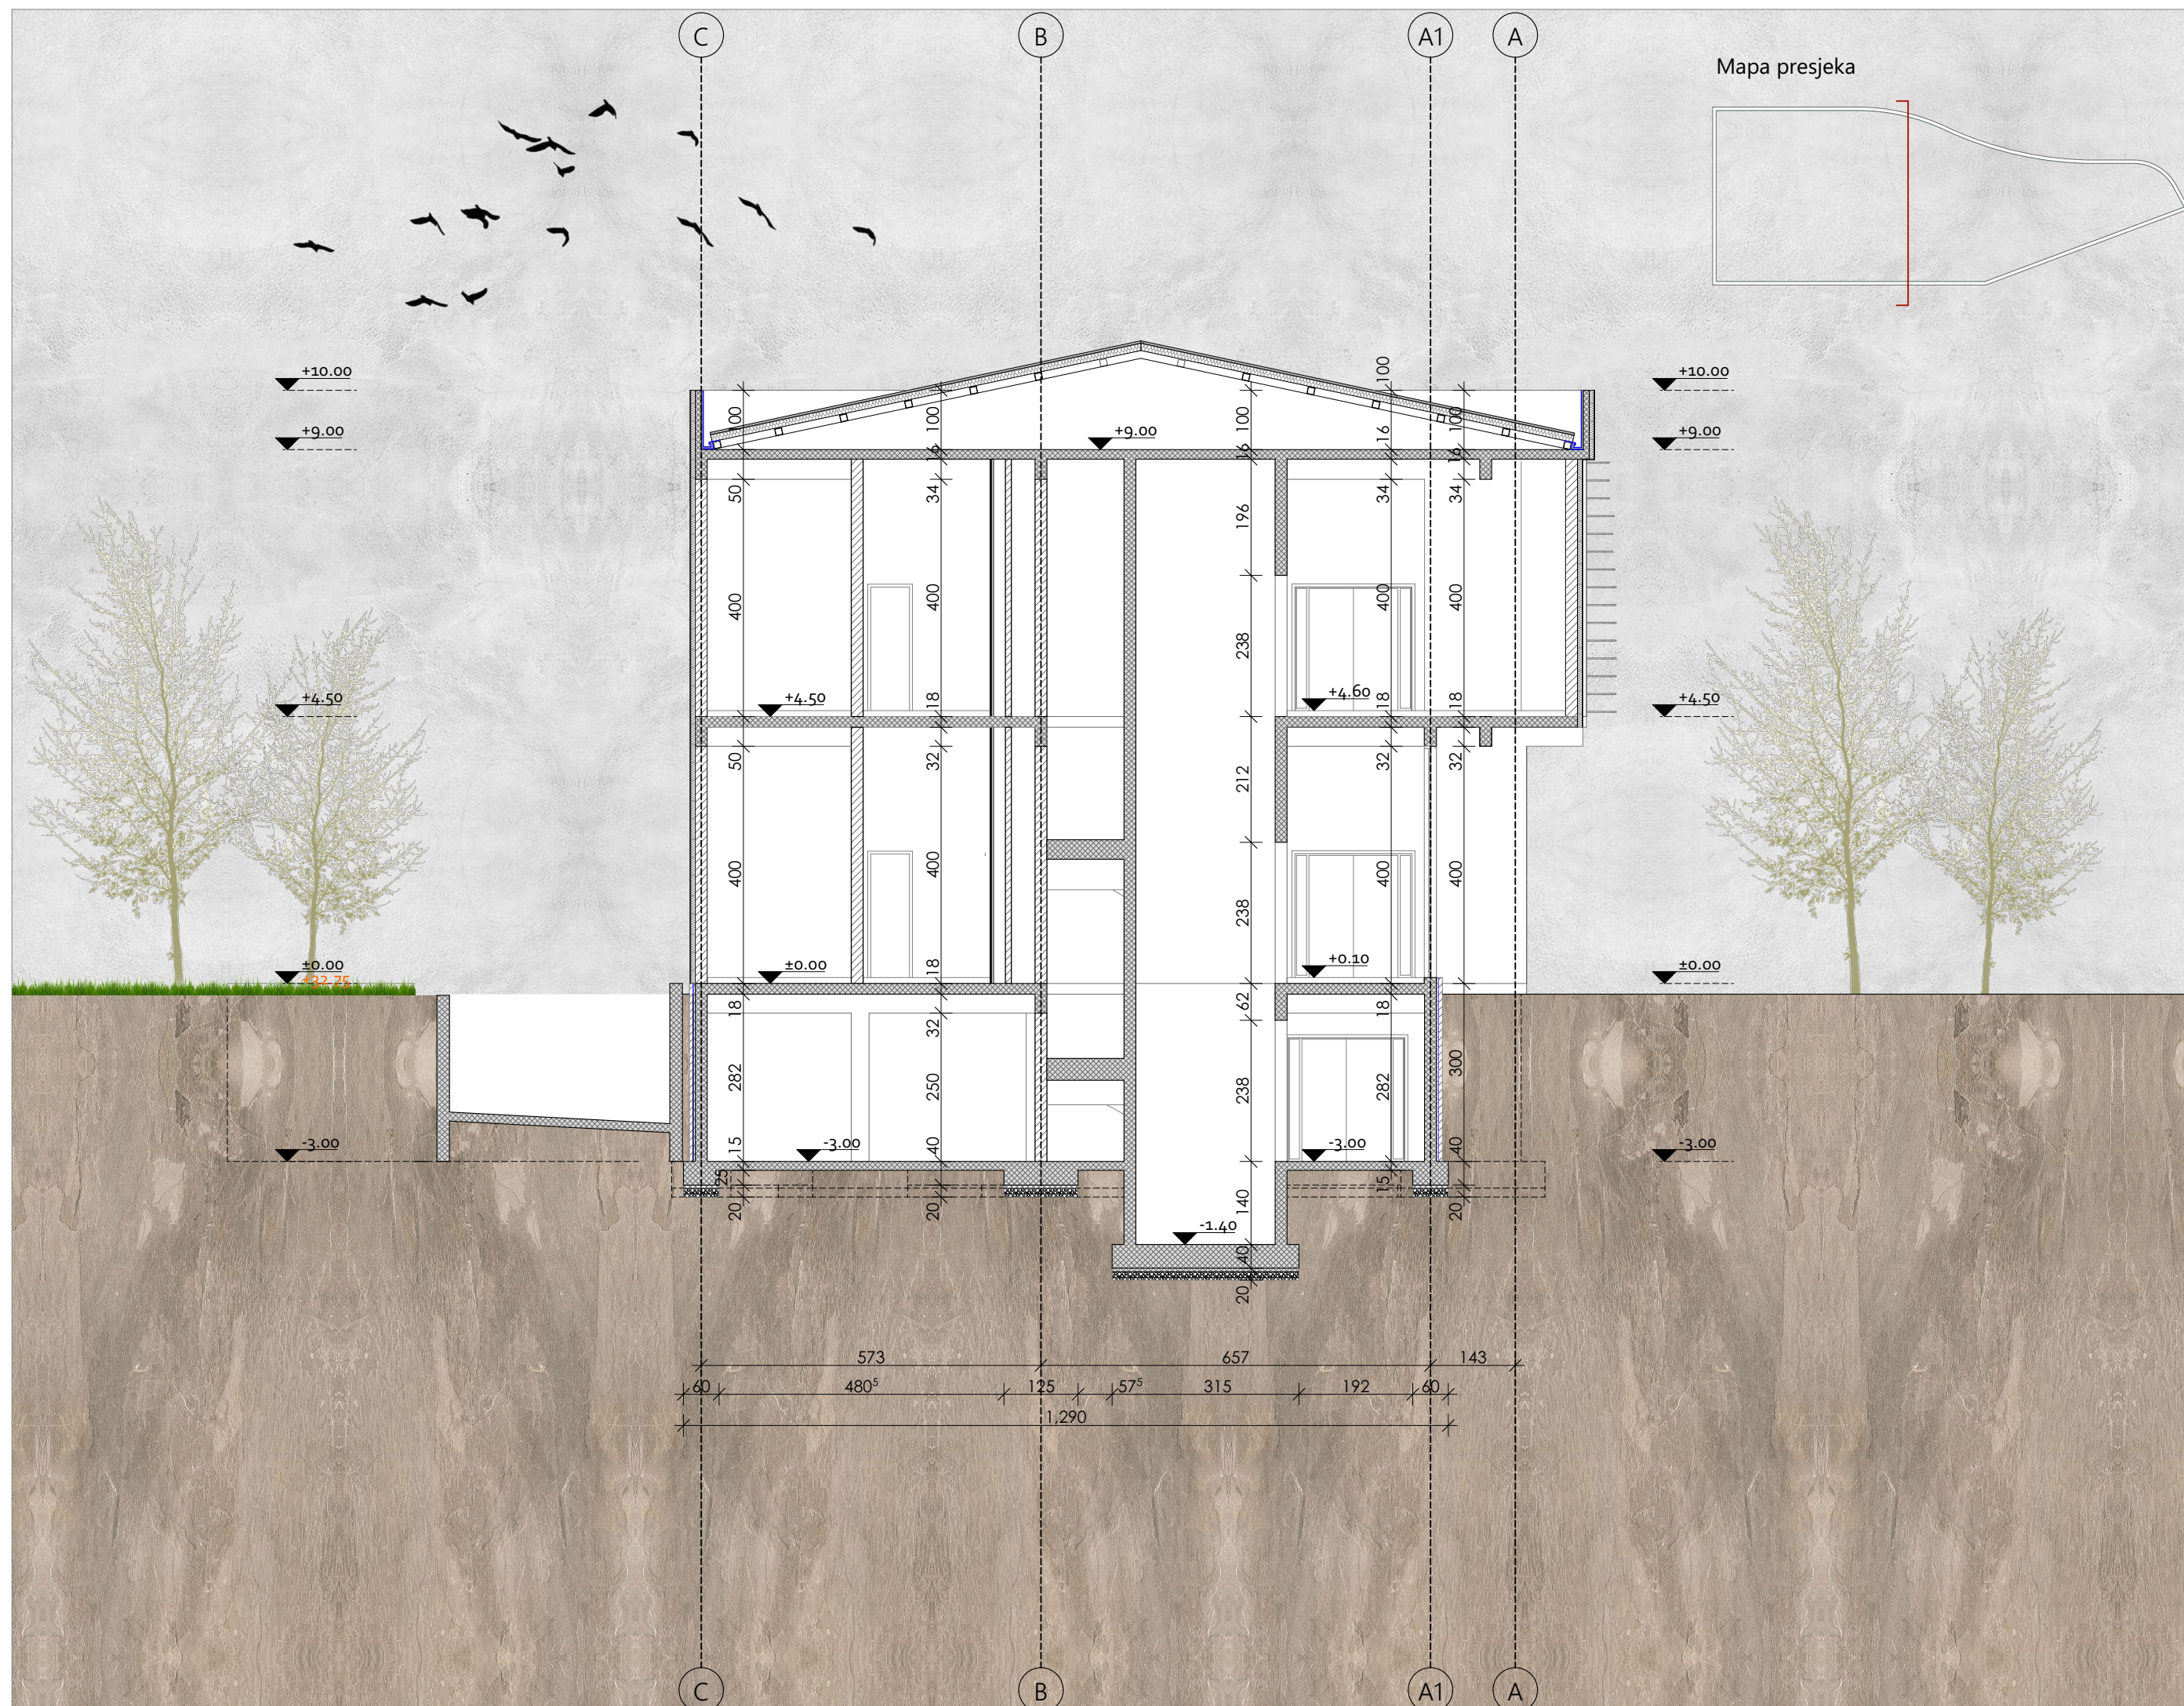 C B A1 A
Mapa presjeka
+10.00 +10.00
100
+9.00 100 100 100 100 +9.00 +9.00
16 16 16 16
50 34 34 34
196
400 400 400 400
238
+4.50 +4.50 18 +4.60 18 18 +4.50
50 32 32 32
212
400 400 400 400
238
±0.00 ±0.00 18 +0.10 ±0.00
+32.75
18 32 62 18
282 250 238 282 300
-3.00 15 -3.00 40 -3.00 40 -3.00
25 15
20 20 140 20
-1.40
40
20
573 657 143
60 480⁵ 125 57⁵ 315 192 60
1,290
C B A1 A